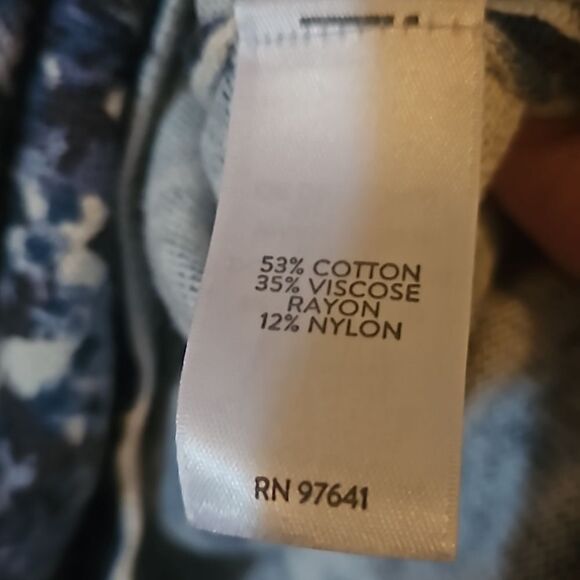 53% COTTON
35% VISCOSE
RAYON
12% NYLON
RN 97641